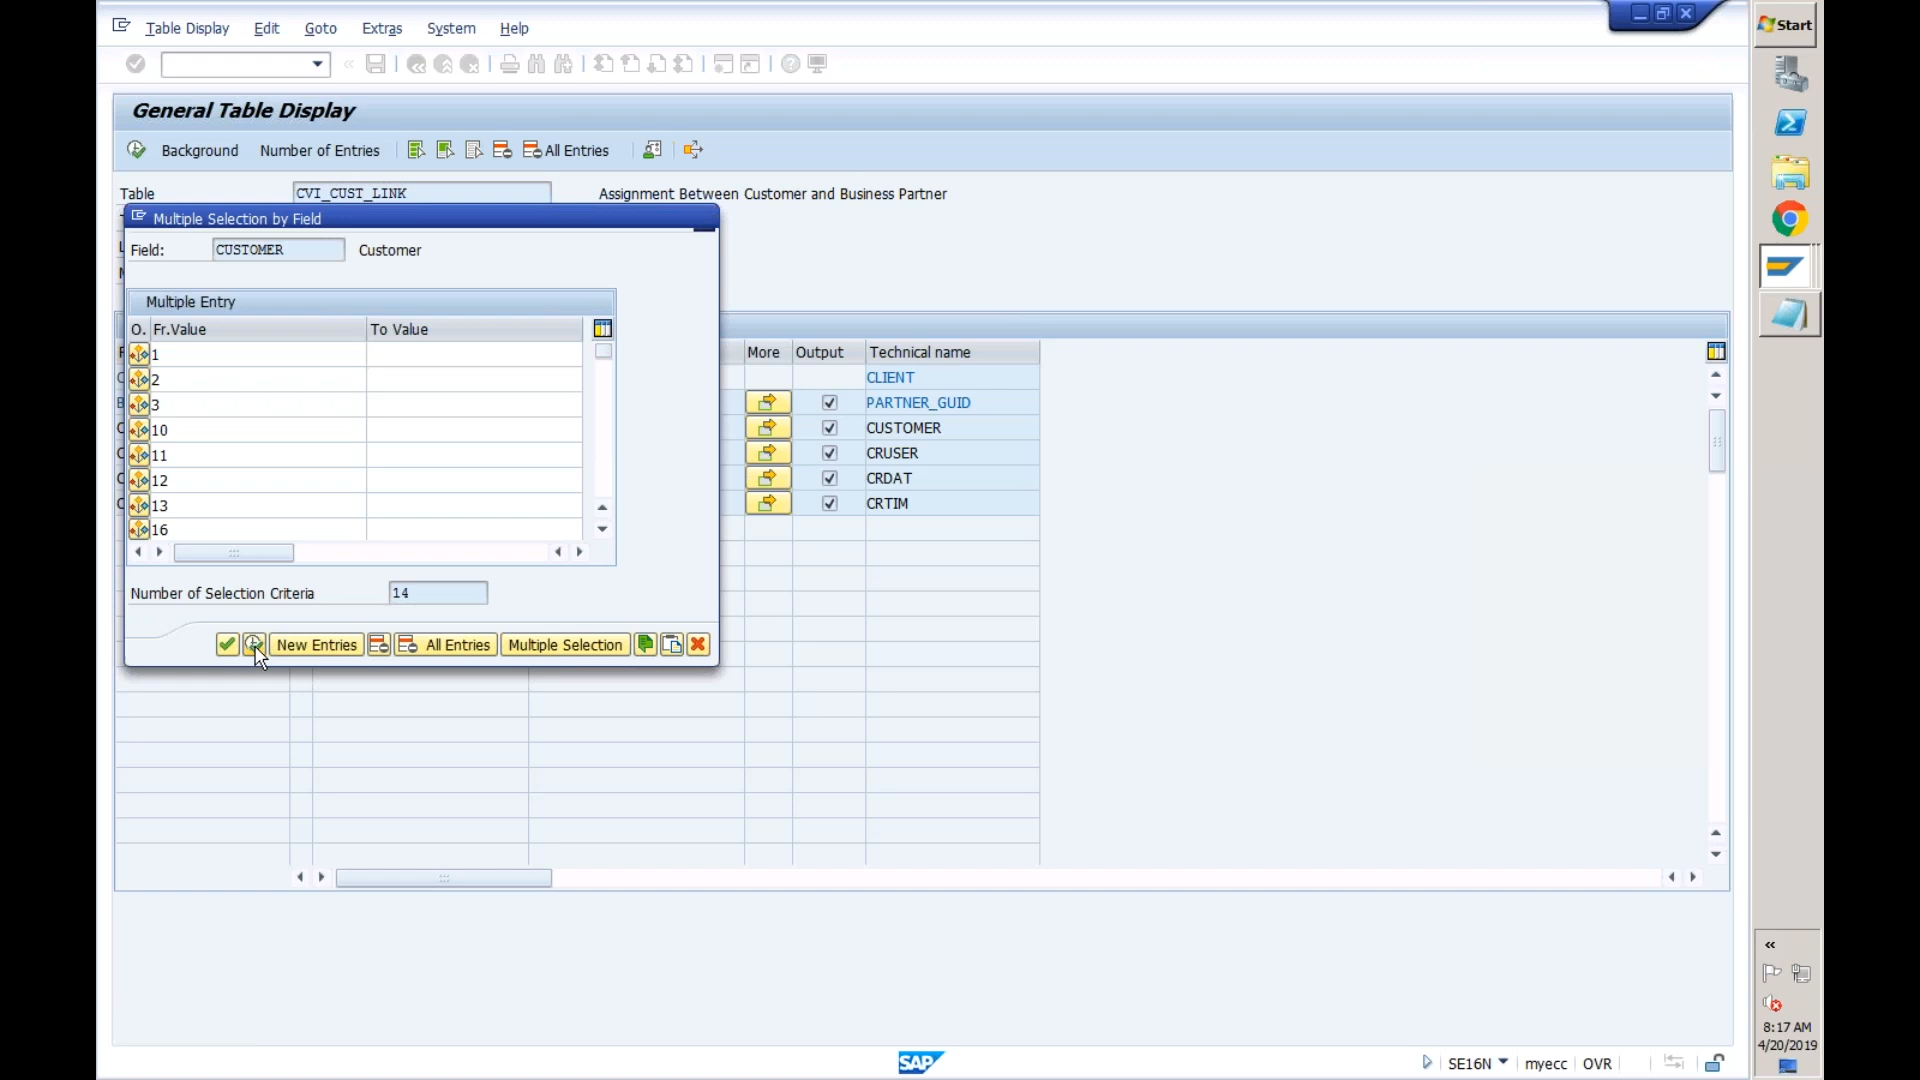 Table Display Edit Goto Extras System Help
General Table Display
Background Number of Entries All Entries
Table CVI_CUST_LINK Assignment Between Customer and Business Partner
Multiple Selection by Field
Field: CUSTOMER Customer
Multiple Entry
O. Fr.Value To Value
1
2
3
10
11
12
13
16
Number of Selection Criteria 14
New Entries All Entries Multiple Selection
More Output Technical name
CLIENT
PARTNER_GUID
CUSTOMER
CRUSER
CRDAT
CRTIM
SAP
SE16N myecc OVR
Start
8:17 AM
4/20/2019